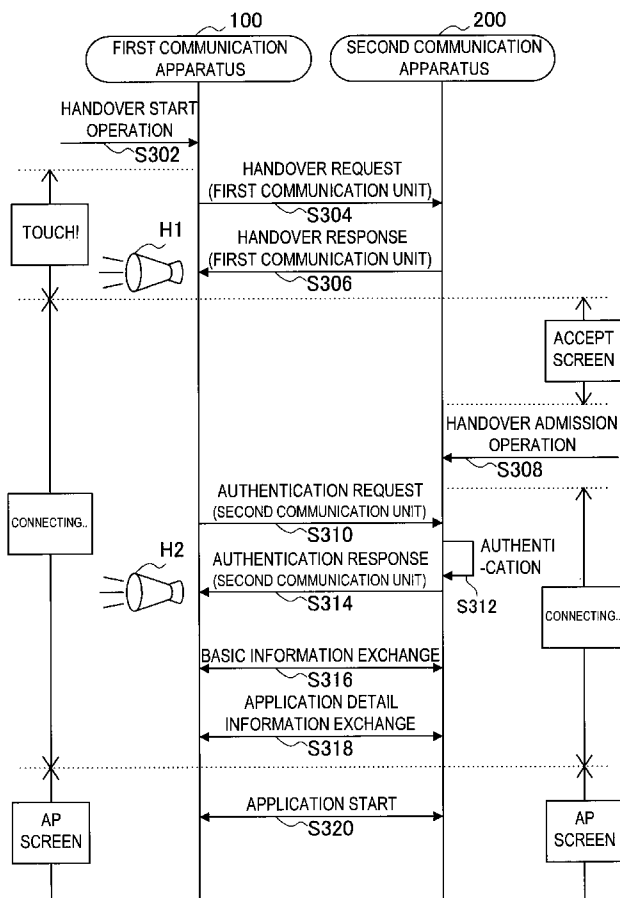 100
200
FIRST COMMUNICATION
APPARATUS
SECOND COMMUNICATION
APPARATUS
HANDOVER START
OPERATION
S302
HANDOVER REQUEST
(FIRST COMMUNICATION UNIT)
S304
TOUCH!
H1
HANDOVER RESPONSE
(FIRST COMMUNICATION UNIT)
S306
ACCEPT
SCREEN
HANDOVER ADMISSION
OPERATION
S308
AUTHENTICATION REQUEST
(SECOND COMMUNICATION UNIT)
S310
CONNECTING..
H2
AUTHENTICATION RESPONSE
(SECOND COMMUNICATION UNIT)
S314
AUTHENTI
-CATION
S312
CONNECTING..
BASIC INFORMATION EXCHANGE
S316
APPLICATION DETAIL
INFORMATION EXCHANGE
S318
AP
SCREEN
APPLICATION START
S320
AP
SCREEN